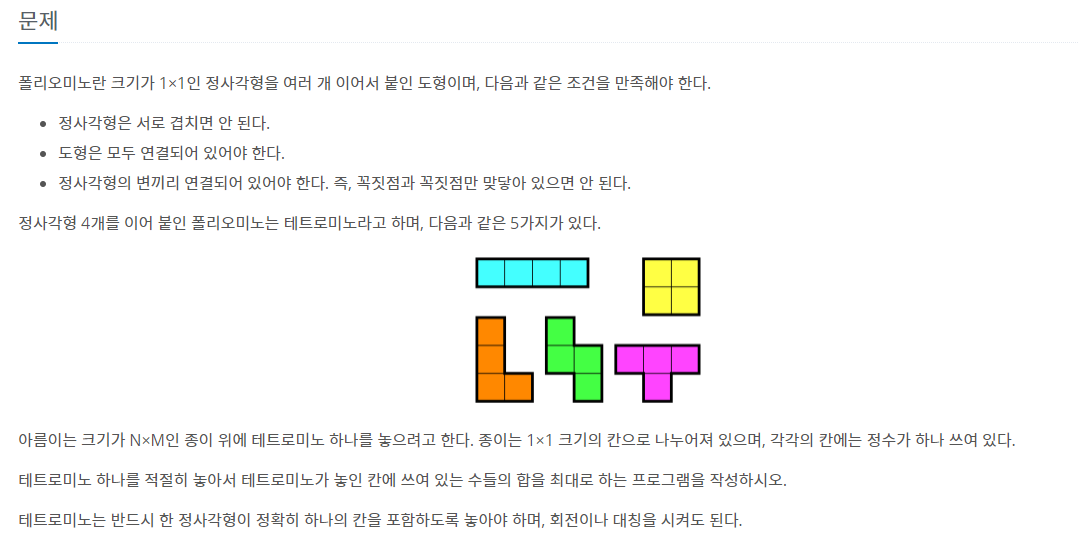 문제
폴리오미노란 크기가 1×1인 정사각형을 여러 개 이어서 붙인 도형이며, 다음과 같은 조건을 만족해야 한다.
정사각형은 서로 겹치면 안 된다.
도형은 모두 연결되어 있어야 한다.
정사각형의 변끼리 연결되어 있어야 한다. 즉, 꼭짓점과 꼭짓점만 맞닿아 있으면 안 된다.
정사각형 4개를 이어 붙인 폴리오미노는 테트로미노라고 하며, 다음과 같은 5가지가 있다.
아름이는 크기가 N×M인 종이 위에 테트로미노 하나를 놓으려고 한다. 종이는 1×1 크기의 칸으로 나누어져 있으며, 각각의 칸에는 정수가 하나 쓰여 있다.
테트로미노 하나를 적절히 놓아서 테트로미노가 놓인 칸에 쓰여 있는 수들의 합을 최대로 하는 프로그램을 작성하시오.
테트로미노는 반드시 한 정사각형이 정확히 하나의 칸을 포함하도록 놓아야 하며, 회전이나 대칭을 시켜도 된다.